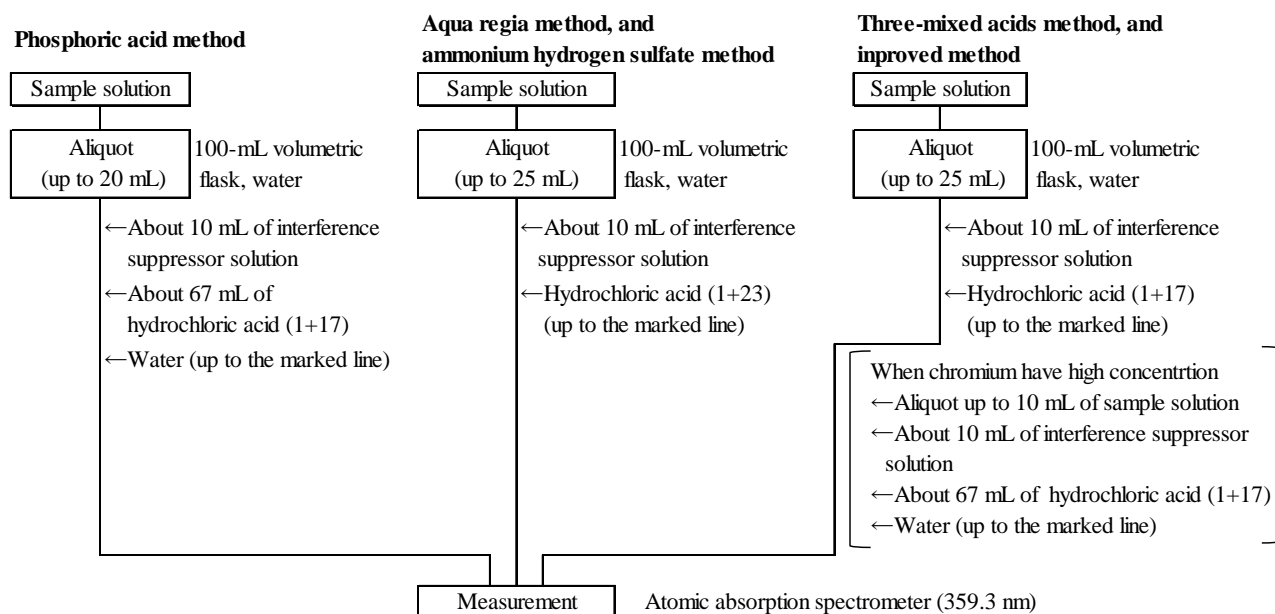 Phosphoric acid method
Sample solution
Aliquot
(up to 20 mL)
100-mL volumetric
flask, water
←About 10 mL of interference
suppressor solution
←About 67 mL of
hydrochloric acid (1+17)
←Water (up to the marked line)
Aqua regia method, and
ammonium hydrogen sulfate method
Sample solution
Aliquot
(up to 25 mL)
100-mL volumetric
flask, water
←About 10 mL of interference
suppressor solution
←Hydrochloric acid (1+23)
(up to the marked line)
Three-mixed acids method, and
inproved method
Sample solution
Aliquot
(up to 25 mL)
100-mL volumetric
flask, water
←About 10 mL of interference
suppressor solution
←Hydrochloric acid (1+17)
(up to the marked line)
When chromium have high concentrtion
←Aliquot up to 10 mL of sample solution
←About 10 mL of interference suppressor
solution
←About 67 mL of hydrochloric acid (1+17)
←Water (up to the marked line)
Measurement
Atomic absorption spectrometer (359.3 nm)